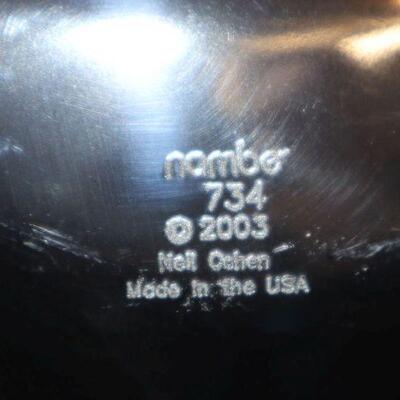 nambe
734
© 2003
Neil Cohen
Made in the USA